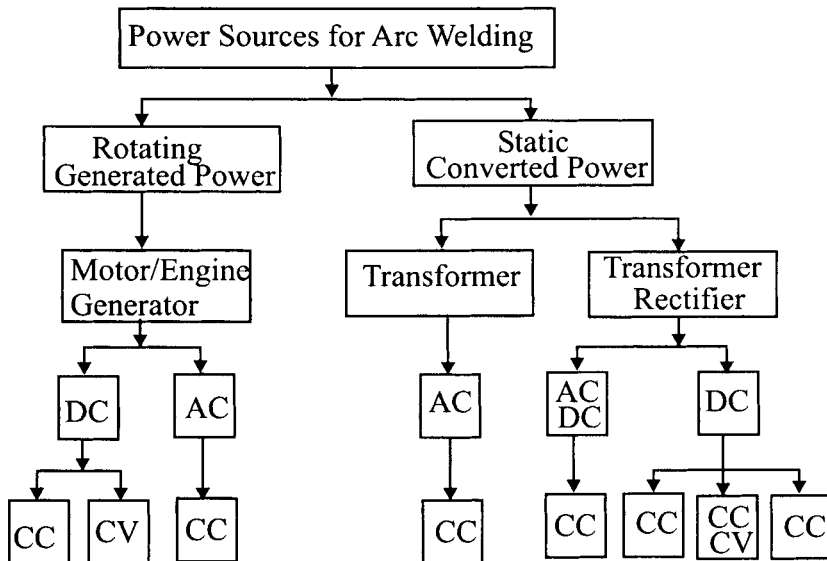 Power Sources for Arc Welding
Rotating
Generated Power
Static
Converted Power
Motor/Engine
Generator
Transformer
Transformer
Rectifier
DC
AC
AC
AC
DC
DC
CC
CV
CC
CC
CC
CC
CC
CV
CC